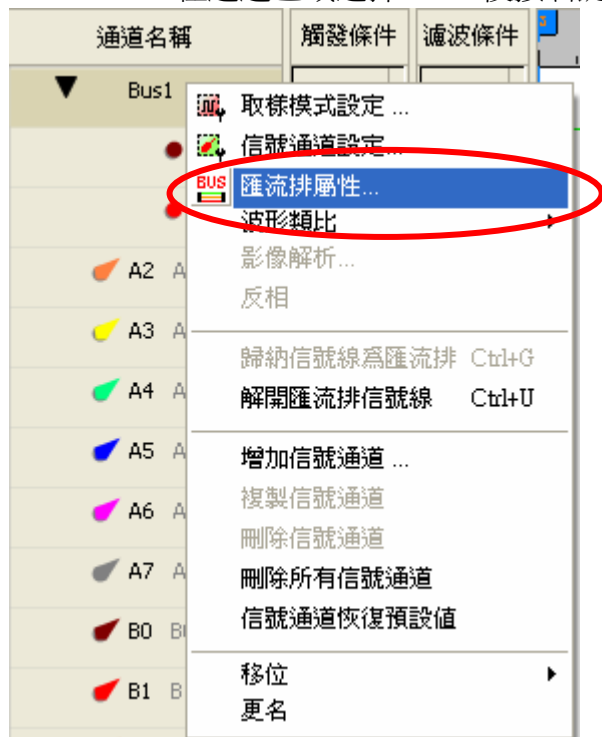 通道名稱 觸發條件 濾波條件
Bus1
取樣模式設定 ...
信號通道設定...
BUS 匯流排屬性...
波形類比
A2 A 影像解析...
反相
A3 A
歸納信號線為匯流排 Ctrl+G
A4 A 解開匯流排信號線 Ctrl+U
A5 A 增加信號通道 ...
A6 A 複製信號通道
刪除信號通道
A7 A 刪除所有信號通道
B0 B 信號通道恢復預設值
B1 B 移位
更名